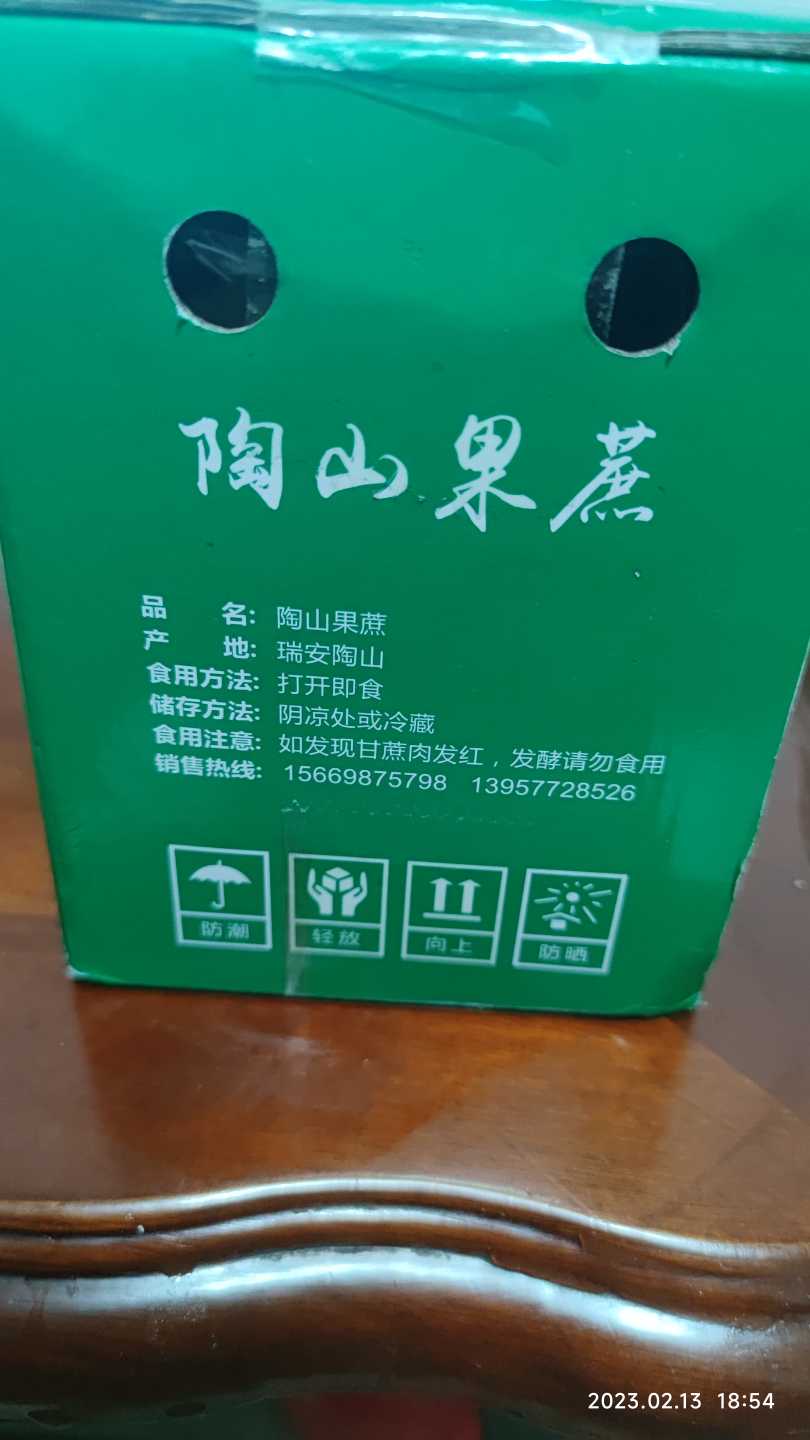 陶山果蔗
品 名: 陶山果蔗
产 地: 瑞安陶山
食用方法: 打开即食
储存方法: 阴凉处或冷藏
食用注意: 如发现甘蔗肉发红，发酵请勿食用
销售热线: 15669875798 13957728526
防潮 轻放 向上 防晒
2023.02.13 18:54